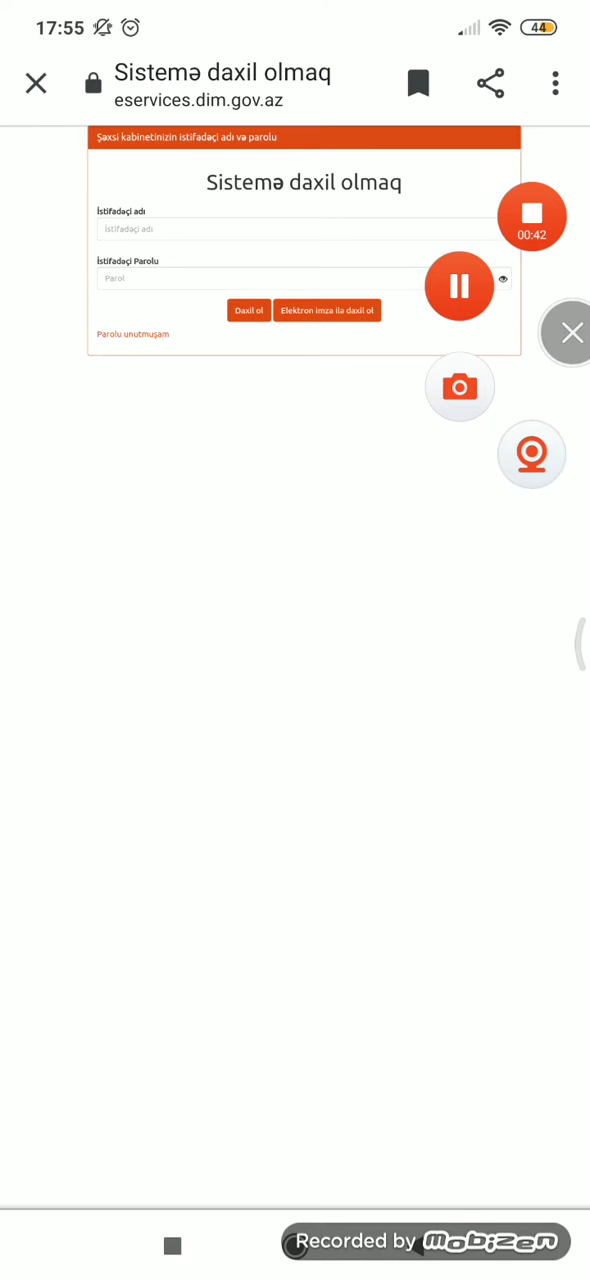 17:55
44
Sistemə daxil olmaq
eservices.dim.gov.az
Şəxsi kabinetinizin istifadəçi adı və parolu
Sistemə daxil olmaq
İstifadəçi adı
İstifadəçi adı
00:42
İstifadəçi Parolu
Parol
Daxil ol
Elektron imza ilə daxil ol
Parolu unutmuşam
Recorded by mobizen